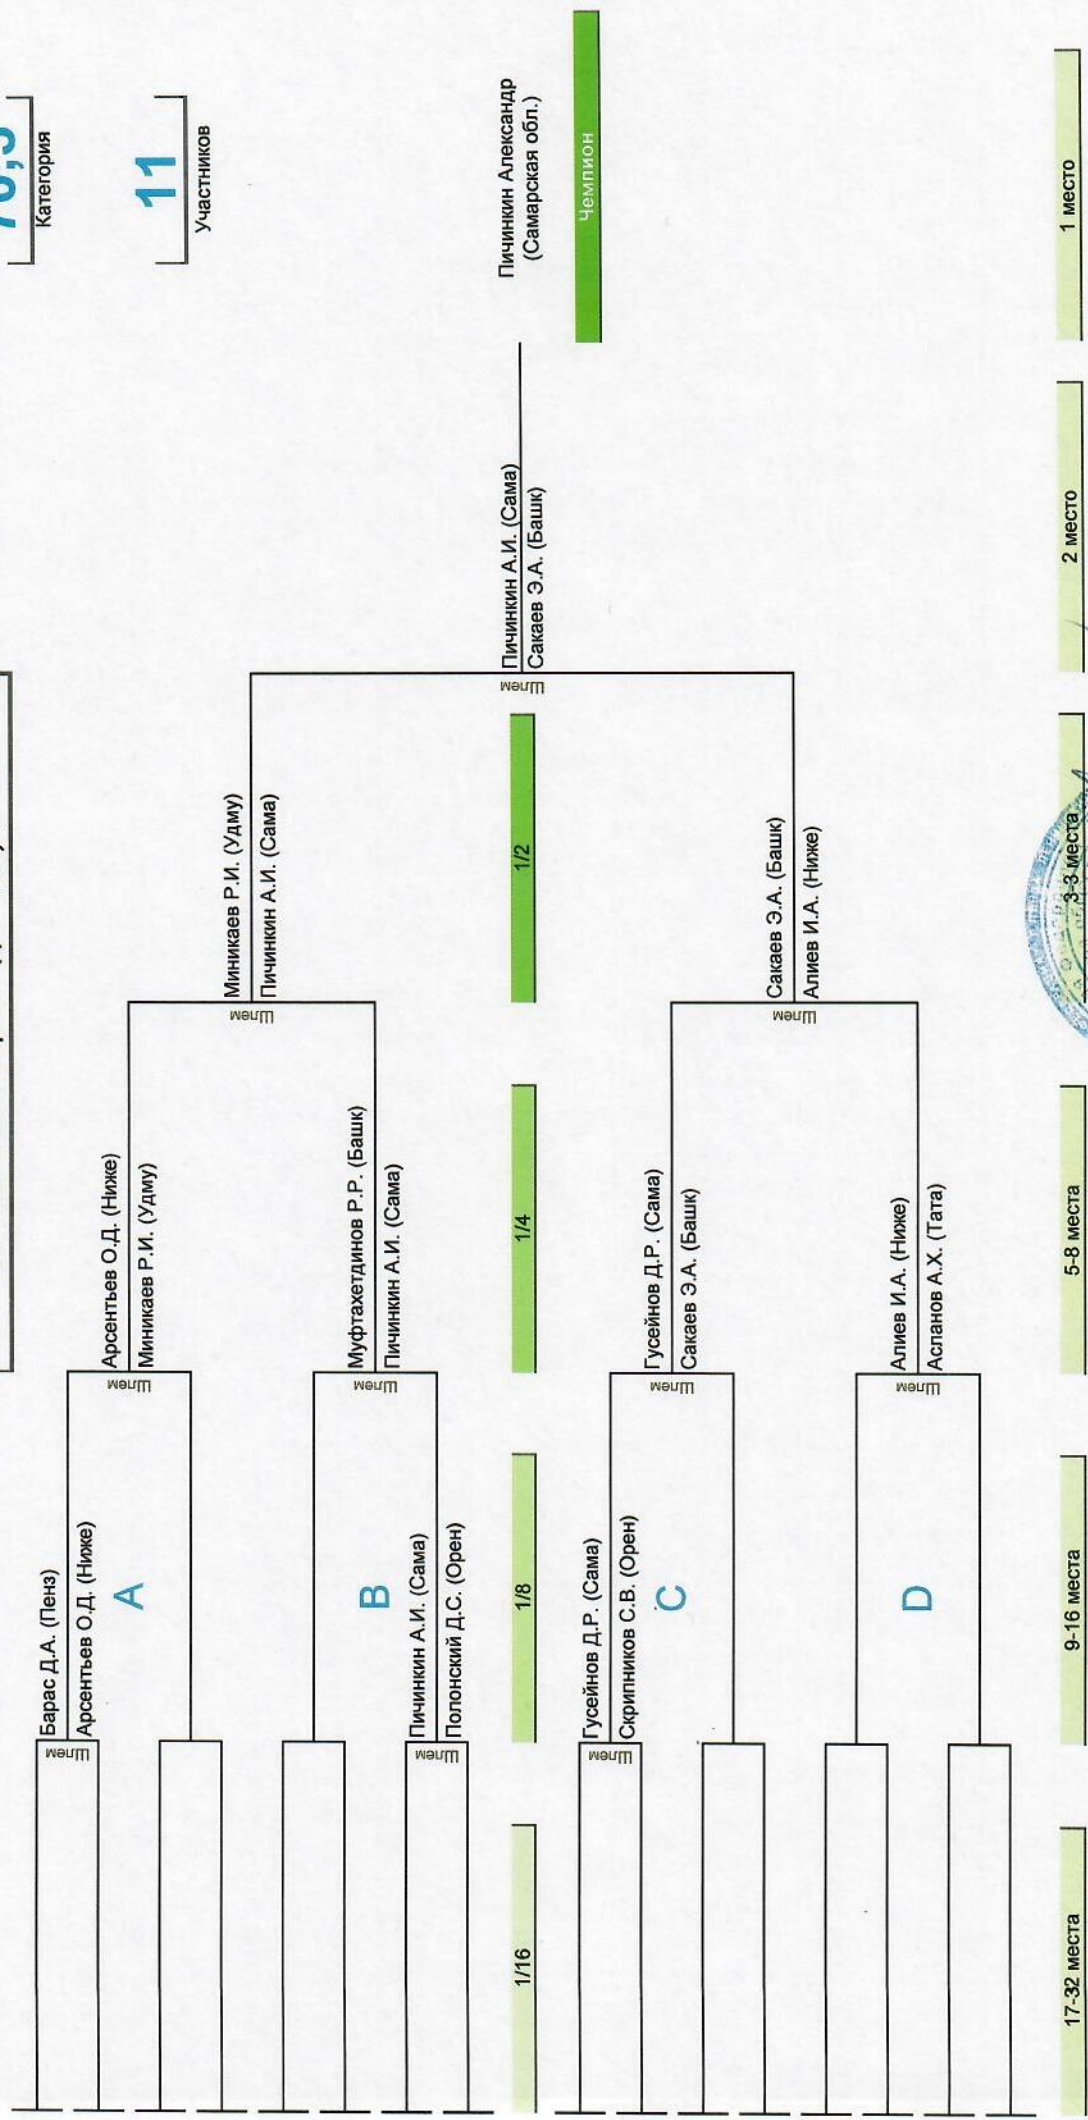 Категория
11
Участников
Барас Д.А. (Пенз)
Шлем
Арсентьев О.Д. (Ниже)
A
Арсентьев О.Д. (Ниже)
Шлем
Миникаев Р.И. (Удму)
Миникаев Р.И. (Удму)
Шлем
Пичинкин А.И. (Сама)
B
Муфтахетдинов Р.Р. (Башк)
Шлем
Пичинкин А.И. (Сама)
Пичинкин А.И. (Сама)
Шлем
Полонский Д.С. (Орен)
Пичинкин А.И. (Сама)
Шлем
Сакаев Э.А. (Башк)
Пичинкин Александр
(Самарская обл.)
1/16
1/8
1/4
1/2
Чемпион
Гусейнов Д.Р. (Сама)
Шлем
Скрипников С.В. (Орен)
C
Гусейнов Д.Р. (Сама)
Шлем
Сакаев Э.А. (Башк)
Сакаев Э.А. (Башк)
Шлем
Алиев И.А. (Ниже)
D
Алиев И.А. (Ниже)
Шлем
Аспанов А.Х. (Тата)
17-32 места
9-16 места
5-8 места
3-3 места
2 место
1 место